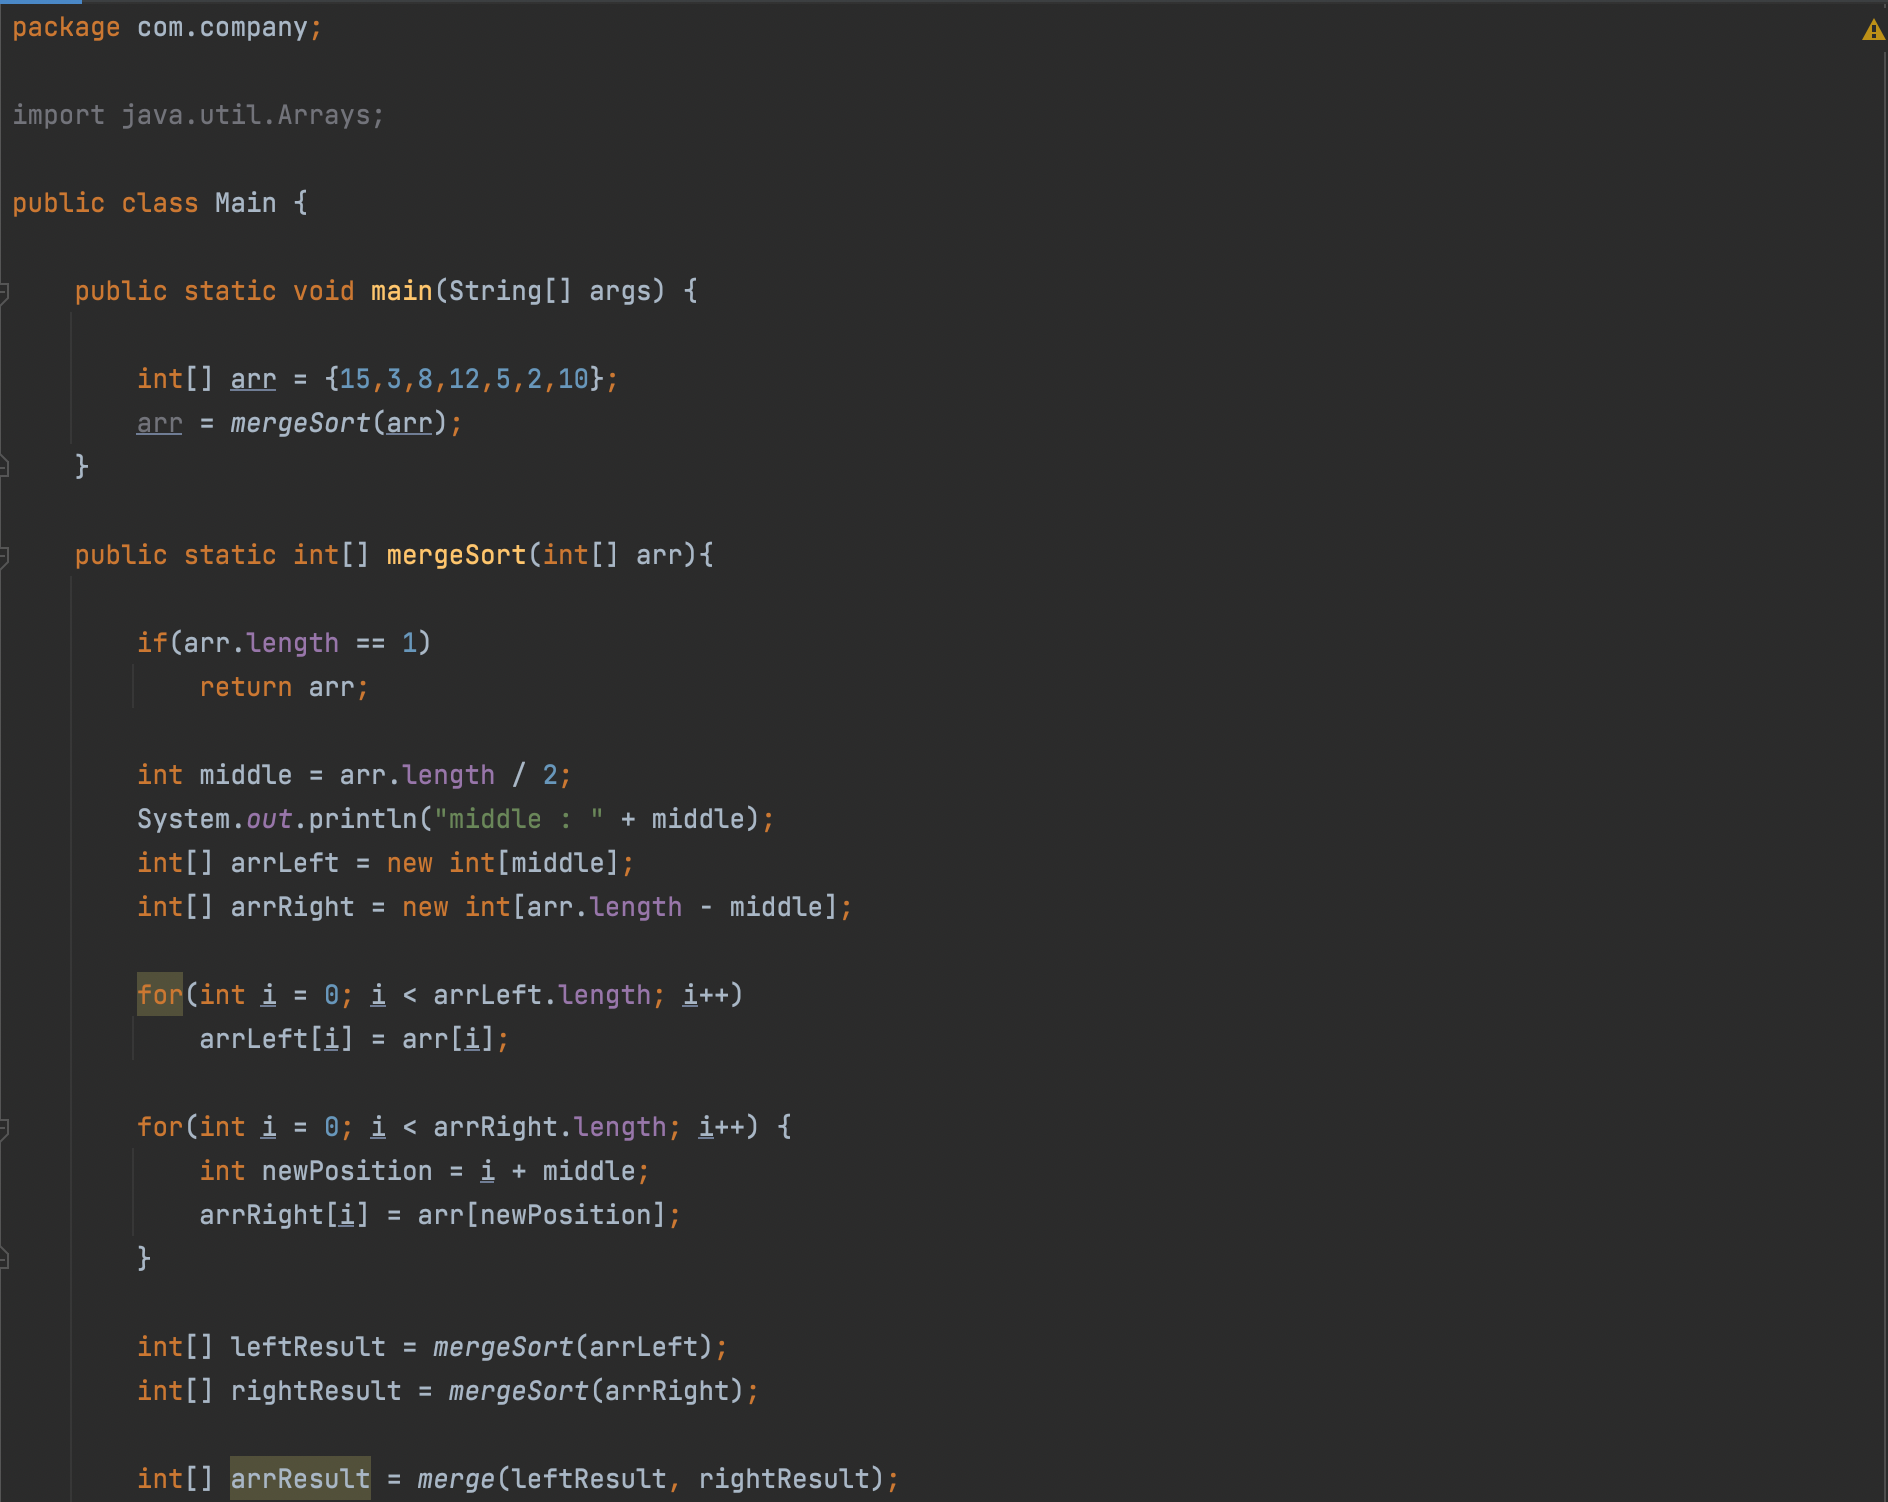 package com.company;
import java.util.Arrays;
public class Main {
public static void main(String[] args) {
int[] arr = {15,3,8,12,5,2,10};
arr = mergeSort(arr);
}
public static int[] mergeSort(int[] arr){
if(arr.length == 1)
return arr;
int middle = arr.length / 2;
System.out.println("middle : " + middle);
int[] arrLeft = new int[middle];
int[] arrRight = new int[arr.length - middle];
for(int i = 0; i < arrLeft.length; i++)
arrLeft[i] = arr[i];
for(int i = 0; i < arrRight.length; i++) {
int newPosition = i + middle;
arrRight[i] = arr[newPosition];
}
int[] leftResult = mergeSort(arrLeft);
int[] rightResult = mergeSort(arrRight);
int[] arrResult = merge(leftResult, rightResult);